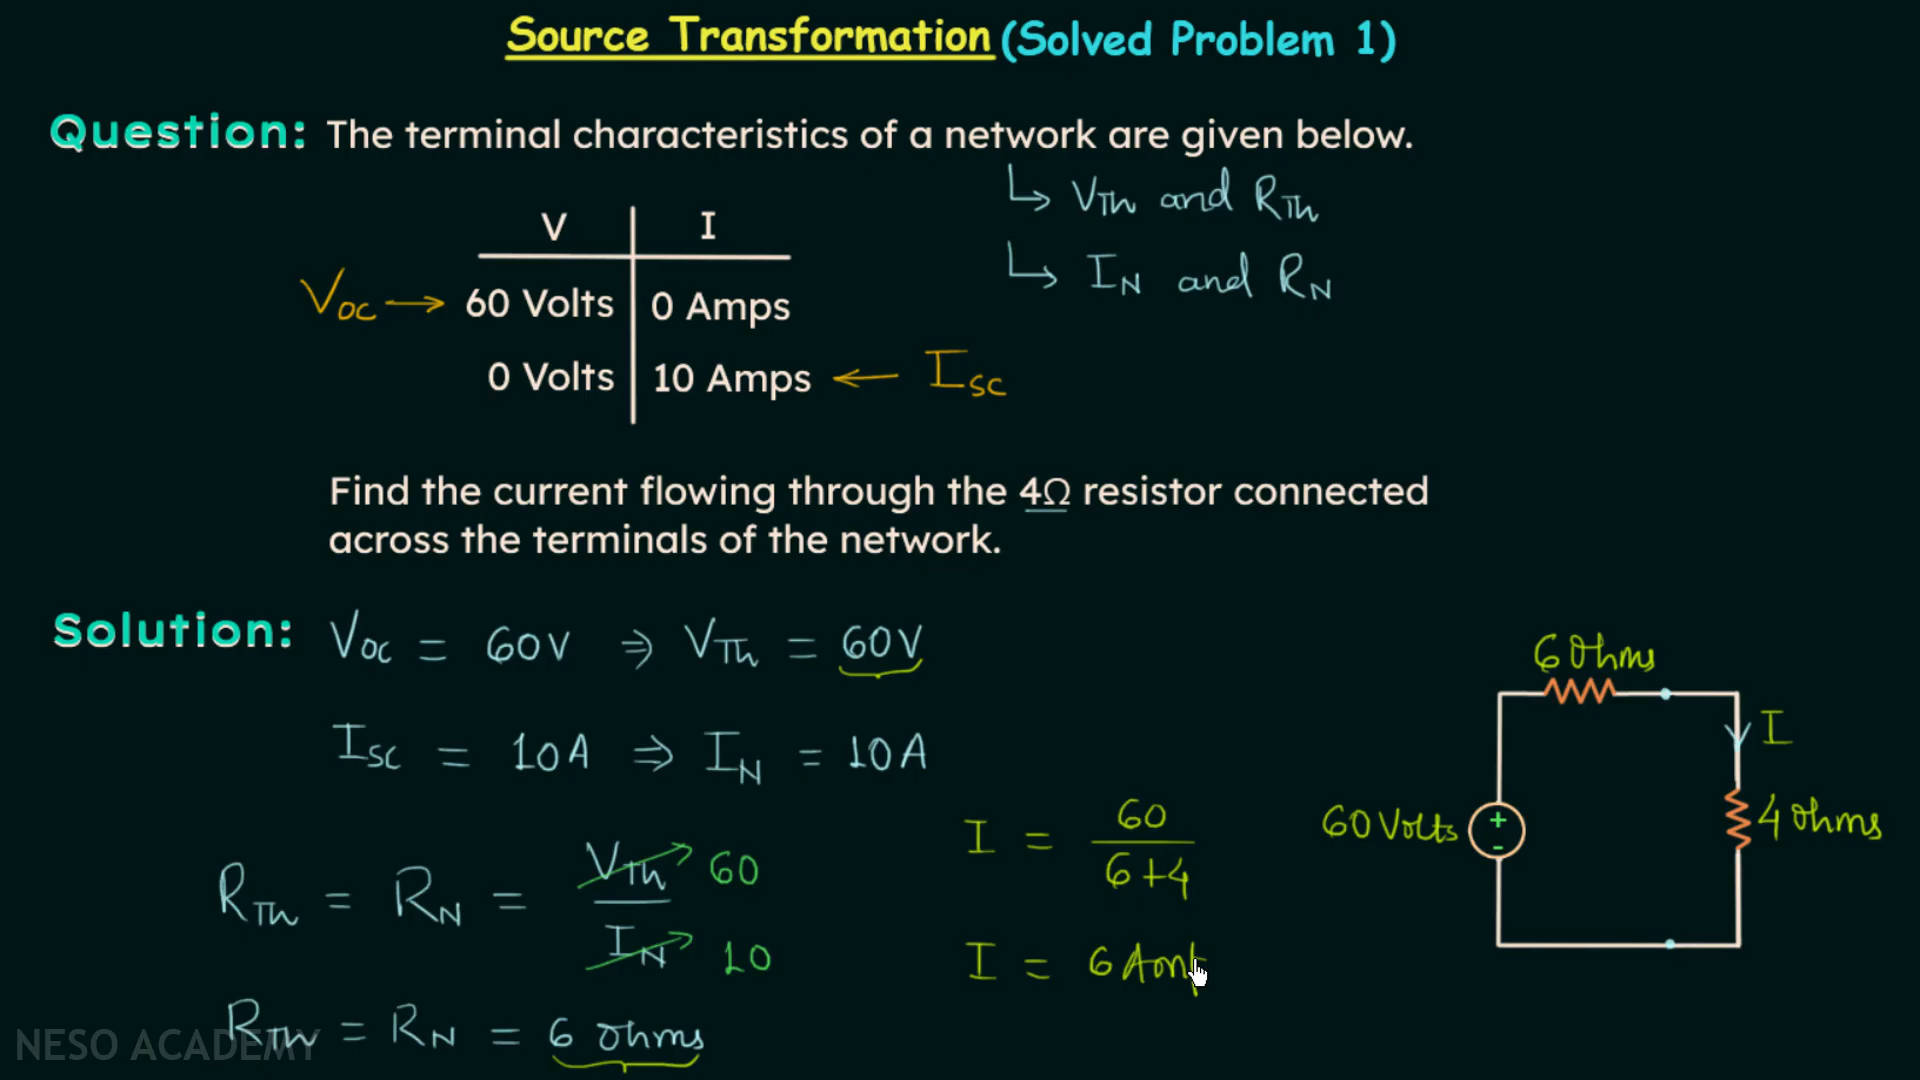 Source Transformation (Solved Problem 1)
Question: The terminal characteristics of a network are given below.
↳ VTh and RTh
↳ IN and RN
V | I
VOC → 60 Volts | 0 Amps
0 Volts | 10 Amps ← ISC
Find the current flowing through the 4Ω resistor connected
across the terminals of the network.
Solution: VOC = 60V ⇒ VTh = 60V
ISC = 10A ⇒ IN = 10A
RTh = RN = VTh / IN
60
10
RTh = RN = 6 ohms
I = 60 / 6+4
I = 6 Amp
6 Ohms
I
60 Volts
+
-
4 ohms
NESO ACADEMY